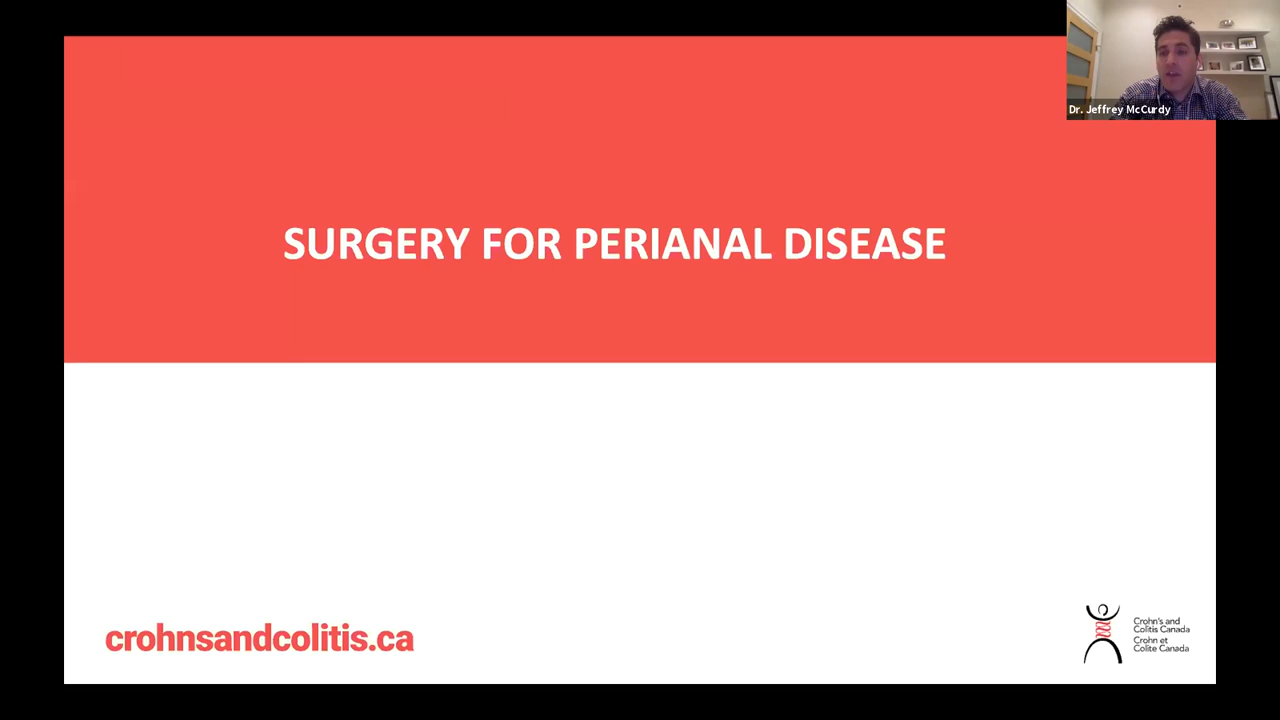 Dr. Jeffrey McCurdy
SURGERY FOR PERIANAL DISEASE
crohnsandcolitis.ca
Crohn's and
Colitis Canada
Crohn et
Colite Canada